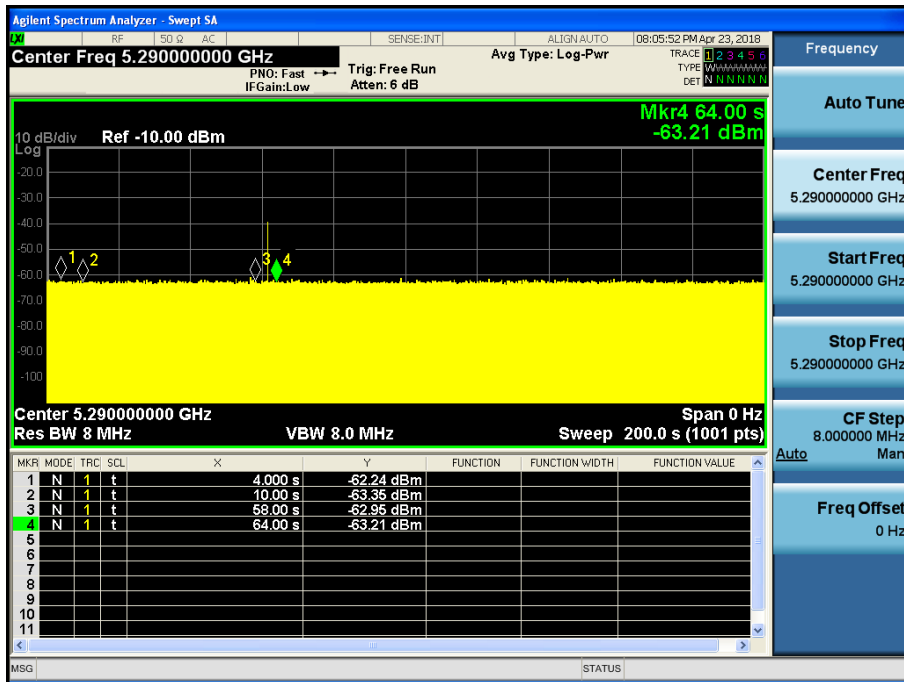 Agilent Spectrum Analyzer - Swept SA
LXI RF 50 Ω AC SENSE:INT ALIGN AUTO 08:05:52 PM Apr 23, 2018
Center Freq 5.290000000 GHz
PNO: Fast
IFGain:Low
Trig: Free Run
Atten: 6 dB
Avg Type: Log-Pwr
TRACE 1 2 3 4 5 6
TYPE WWWWWW
DET N N N N N N
Mkr4 64.00 s
-63.21 dBm
10 dB/div Ref -10.00 dBm
Log
-20.0
-30.0
-40.0
-50.0
-60.0
-70.0
-80.0
-90.0
-100
1 2 3 4
Center 5.290000000 GHz Span 0 Hz
Res BW 8 MHz VBW 8.0 MHz Sweep 200.0 s (1001 pts)
MKR MODE TRC SCL X Y FUNCTION FUNCTION WIDTH FUNCTION VALUE
1 N 1 t 4.000 s -62.24 dBm
2 N 1 t 10.00 s -63.35 dBm
3 N 1 t 58.00 s -62.95 dBm
4 N 1 t 64.00 s -63.21 dBm
5
6
7
8
9
10
11
MSG STATUS
Frequency
Auto Tune
Center Freq
5.290000000 GHz
Start Freq
5.290000000 GHz
Stop Freq
5.290000000 GHz
CF Step
8.000000 MHz
Auto Man
Freq Offset
0 Hz